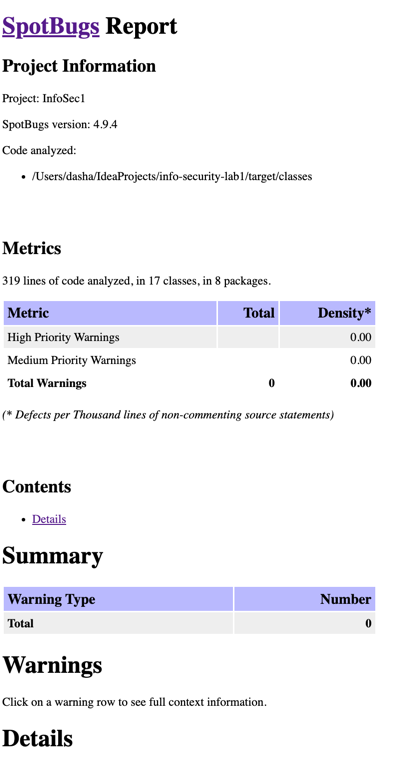 SpotBugs Report
Project Information
Project: InfoSec1
SpotBugs version: 4.9.4
Code analyzed:
• /Users/dasha/IdeaProjects/info-security-lab1/target/classes
Metrics
319 lines of code analyzed, in 17 classes, in 8 packages.
Metric Total Density*
High Priority Warnings 0.00
Medium Priority Warnings 0.00
Total Warnings 0 0.00
(* Defects per Thousand lines of non-commenting source statements)
Contents
• Details
Summary
Warning Type Number
Total 0
Warnings
Click on a warning row to see full context information.
Details